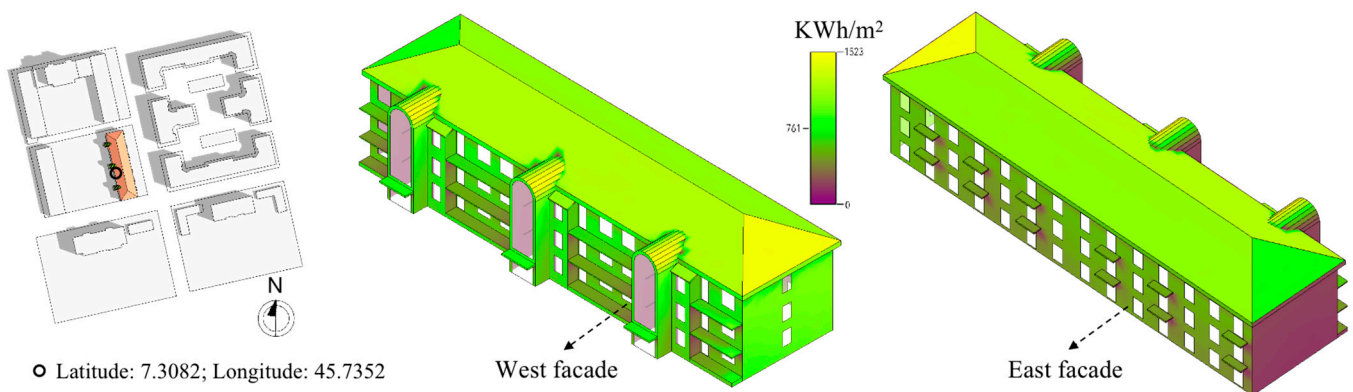 KWh/m²
1523
761
0
N
West facade
East facade
Latitude: 7.3082; Longitude: 45.7352